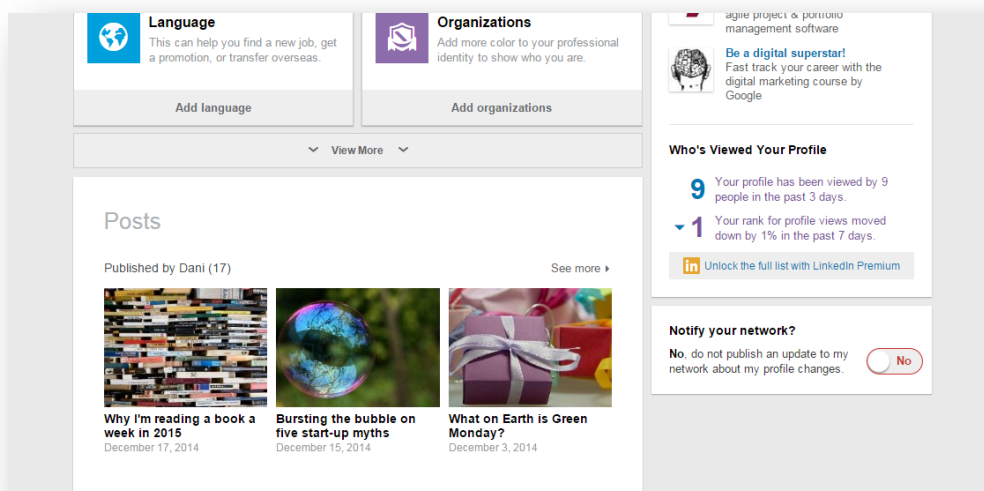 Language
This can help you find a new job, get
a promotion, or transfer overseas.
Add language
Organizations
Add more color to your professional
identity to show who you are.
Add organizations
View More
Posts
Published by Dani (17)
See more
Why I'm reading a book a
week in 2015
December 17, 2014
Bursting the bubble on
five start-up myths
December 15, 2014
What on Earth is Green
Monday?
December 3, 2014
agile project & portfolio
management software
Be a digital superstar!
Fast track your career with the
digital marketing course by
Google
Who's Viewed Your Profile
9
Your profile has been viewed by 9
people in the past 3 days.
1
Your rank for profile views moved
down by 1% in the past 7 days.
in Unlock the full list with LinkedIn Premium
Notify your network?
No, do not publish an update to my
network about my profile changes.
No